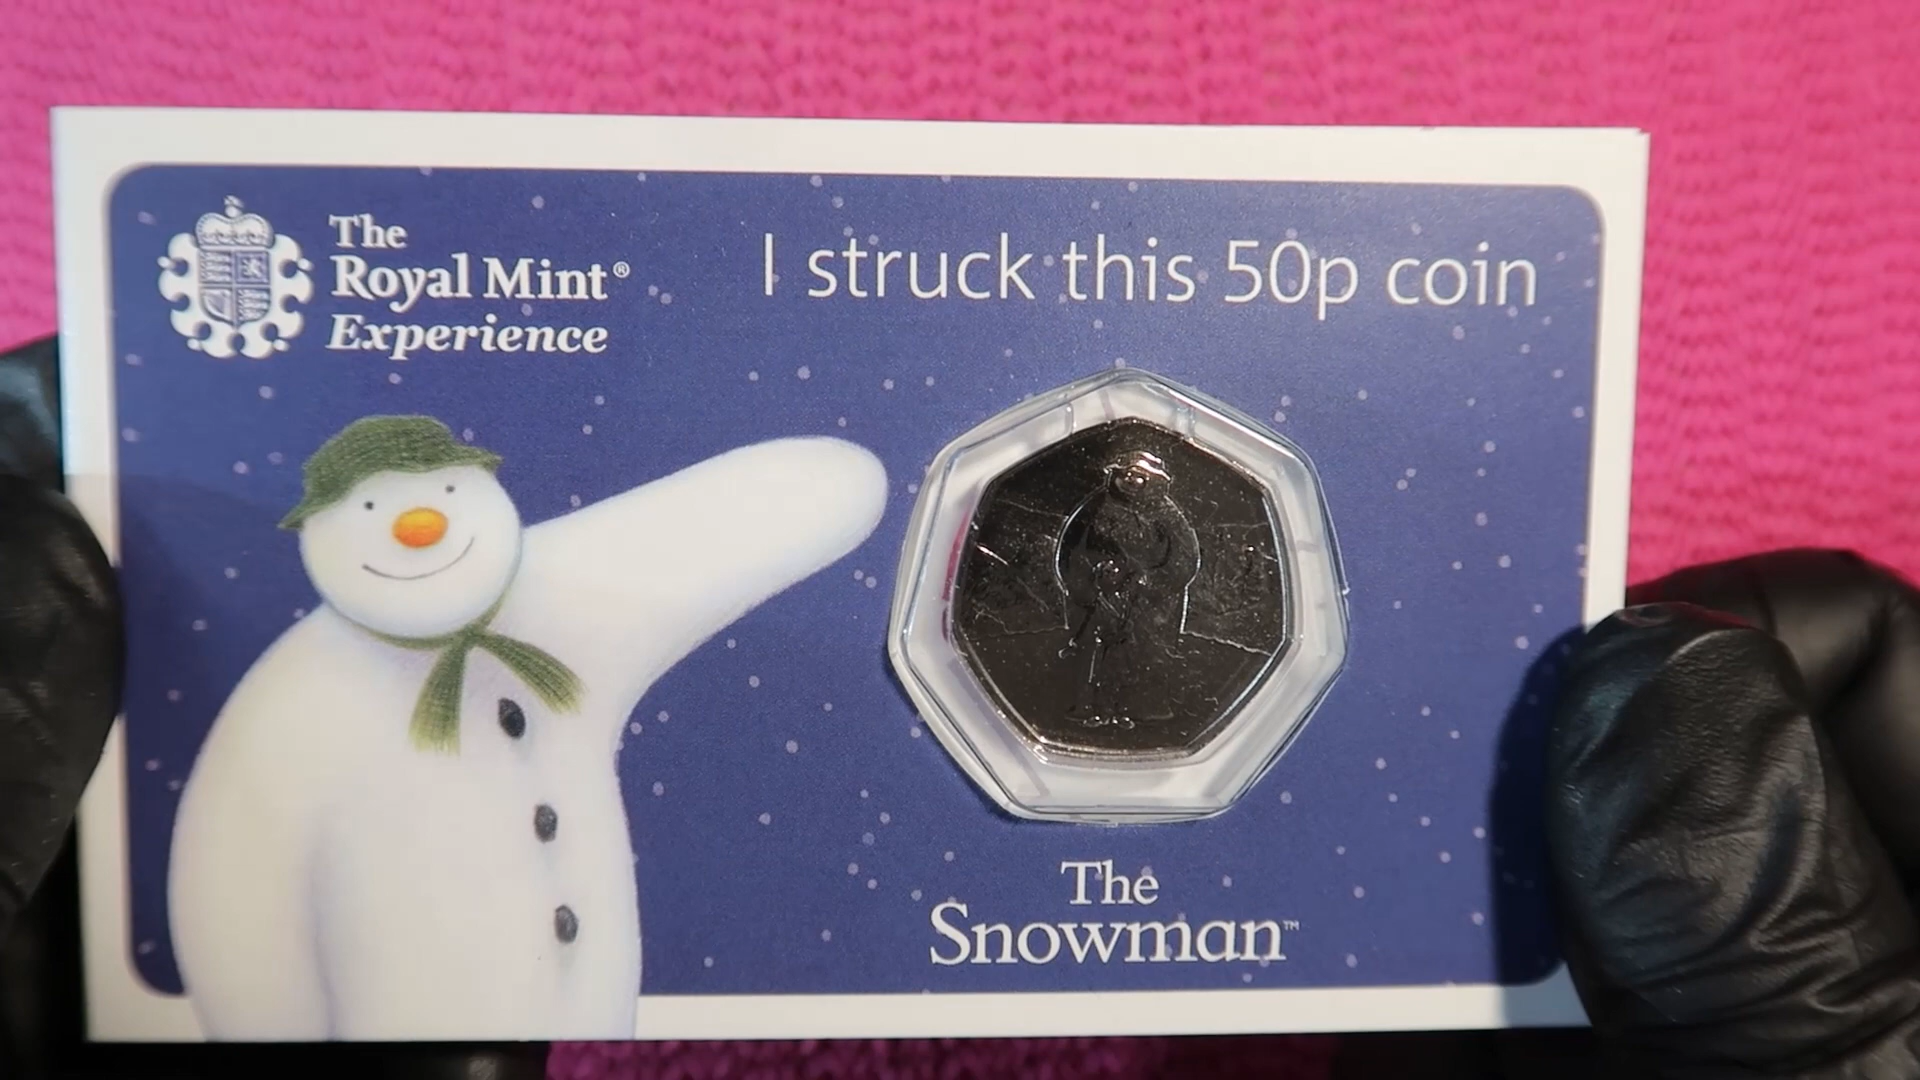 The
Royal Mint®
Experience
I struck this 50p coin
The
Snowman™